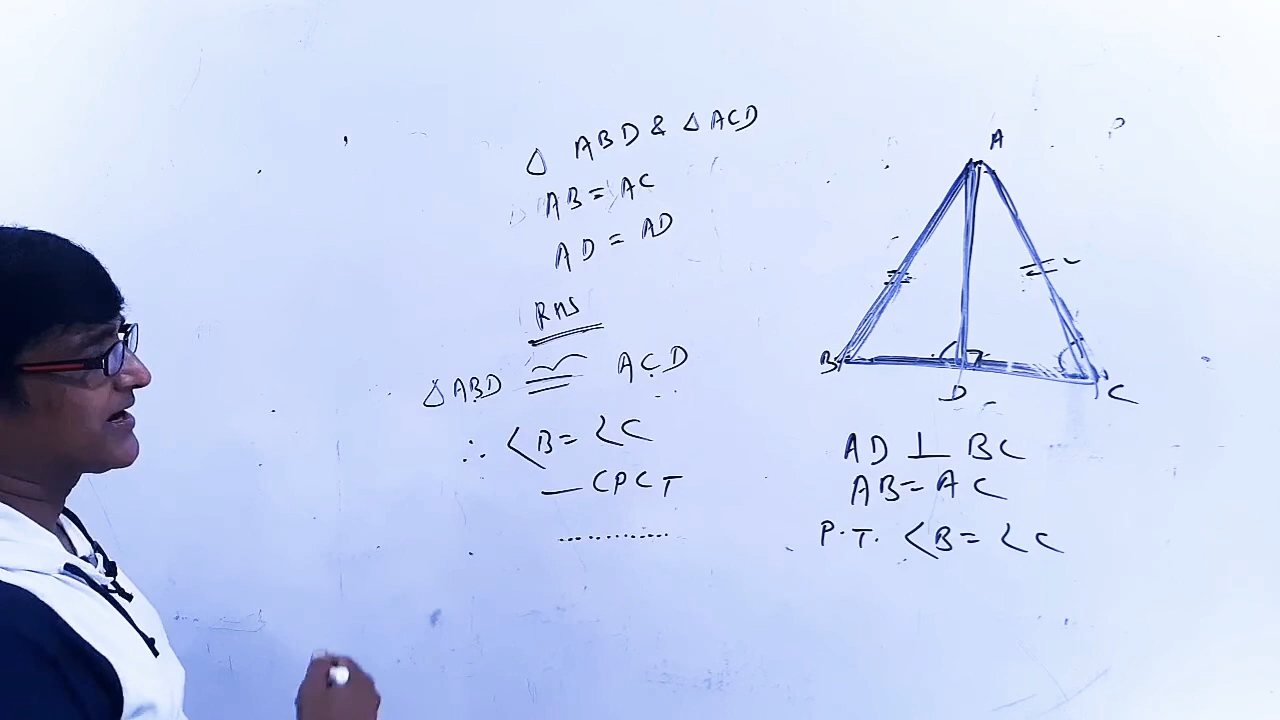 △ ABD & △ ACD
AB = AC
AD = AD
RHS
△ABD ≅ ACD
∴ <B = <C
— CPCT
A
B
D
C
AD ⊥ BC
AB = AC
P.T. <B = <C